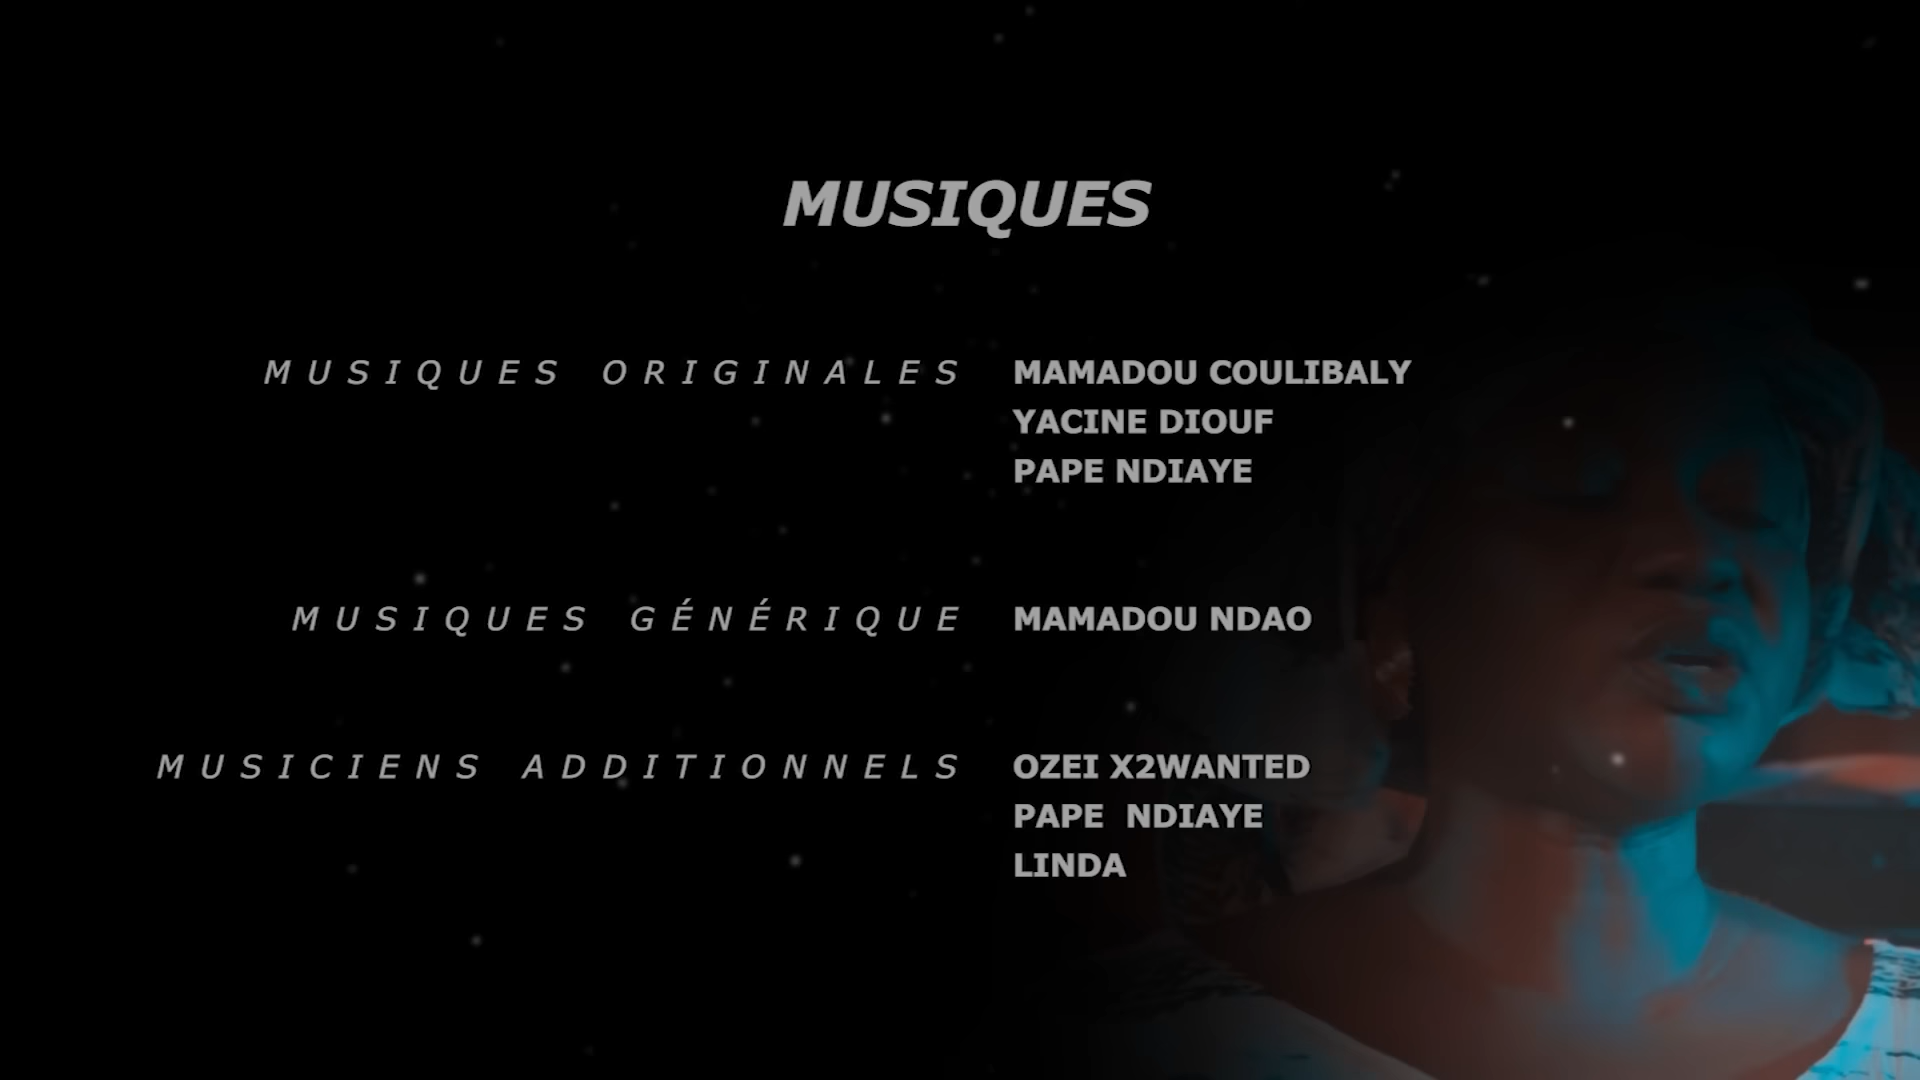 MUSIQUES
MUSIQUES ORIGINALES MAMADOU COULIBALY
YACINE DIOUF
PAPE NDIAYE
MUSIQUES GÉNÉRIQUE MAMADOU NDAO
MUSICIENS ADDITIONNELS OZEI X2WANTED
PAPE NDIAYE
LINDA